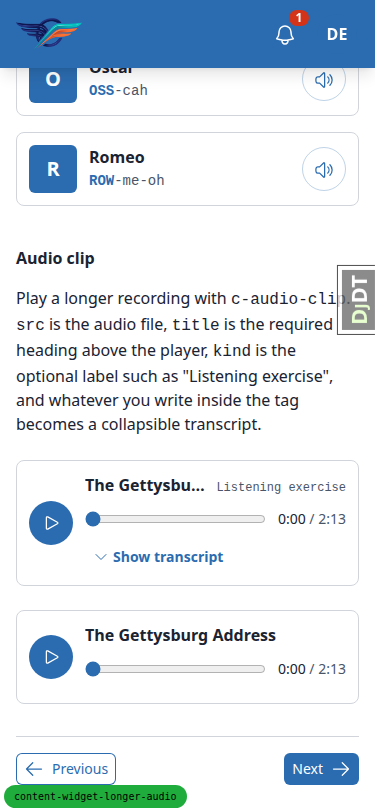 1
DE
O
Oscar
OSS-cah
R
Romeo
ROW-me-oh
Audio clip
Play a longer recording with c-audio-clip.
src is the audio file, title is the required
heading above the player, kind is the
optional label such as "Listening exercise",
and whatever you write inside the tag
becomes a collapsible transcript.
DjDT
The Gettysbu... Listening exercise
0:00 / 2:13
Show transcript
The Gettysburg Address
0:00 / 2:13
Previous
Next
content-widget-longer-audio